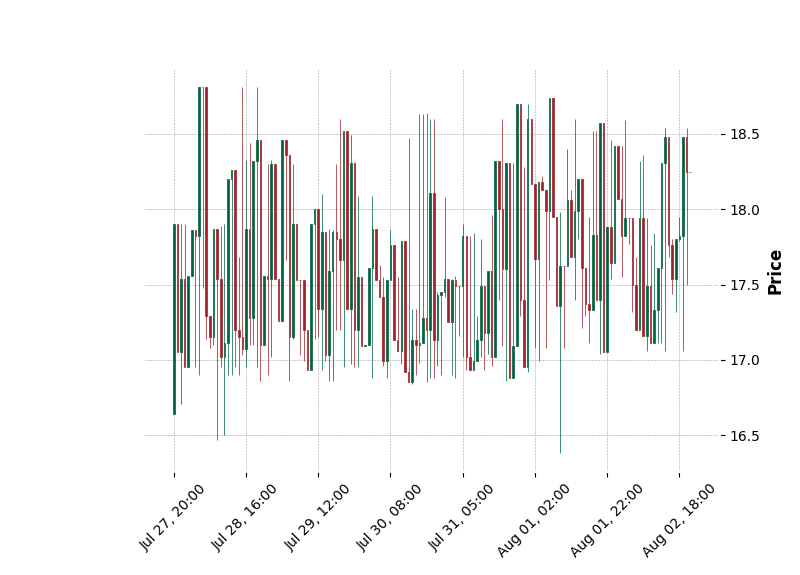 18.5
18.0
17.5
17.0
16.5
Price
Jul 27, 20:00
Jul 28, 16:00
Jul 29, 12:00
Jul 30, 08:00
Jul 31, 05:00
Aug 01, 02:00
Aug 01, 22:00
Aug 02, 18:00